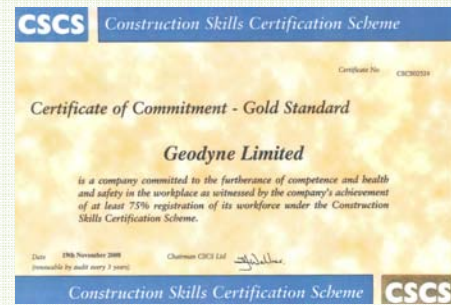 CSCS Construction Skills Certification Scheme
Certificate No
Certificate of Commitment - Gold Standard
Geodyne Limited
is a company committed to the furtherance of competence and health
and safety in the workplace as witnessed by the company's achievement
of at least 75% registration of its workforce under the Construction
Skills Certification Scheme.
Date 19th November 2008 Chairman CSCS Ltd
(renewable by audit every 3 years)
Construction Skills Certification Scheme CSCS